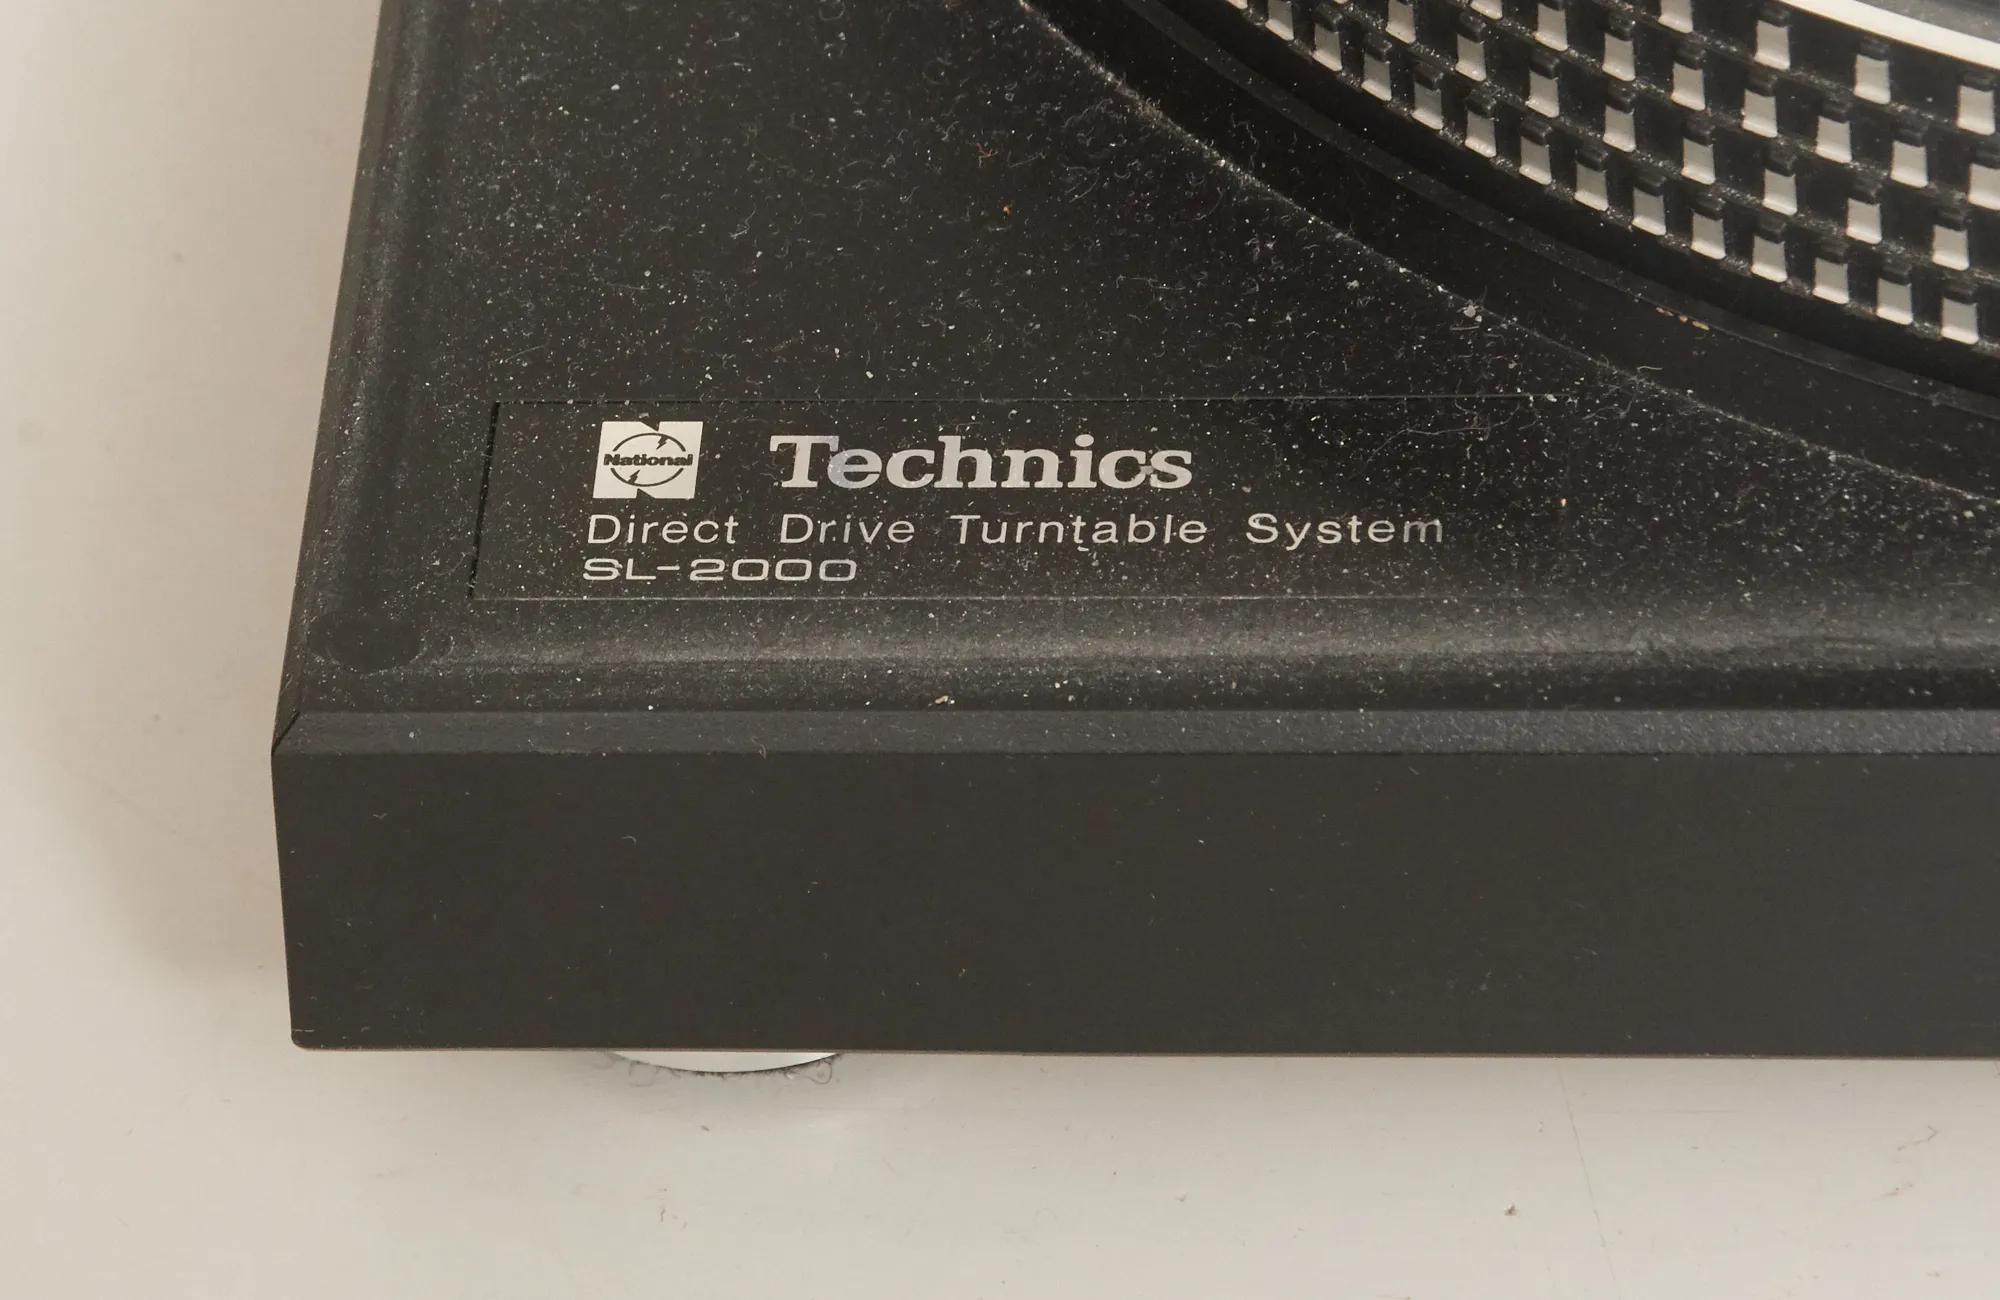 National
Technics
Direct Drive Turntable System
SL-2000